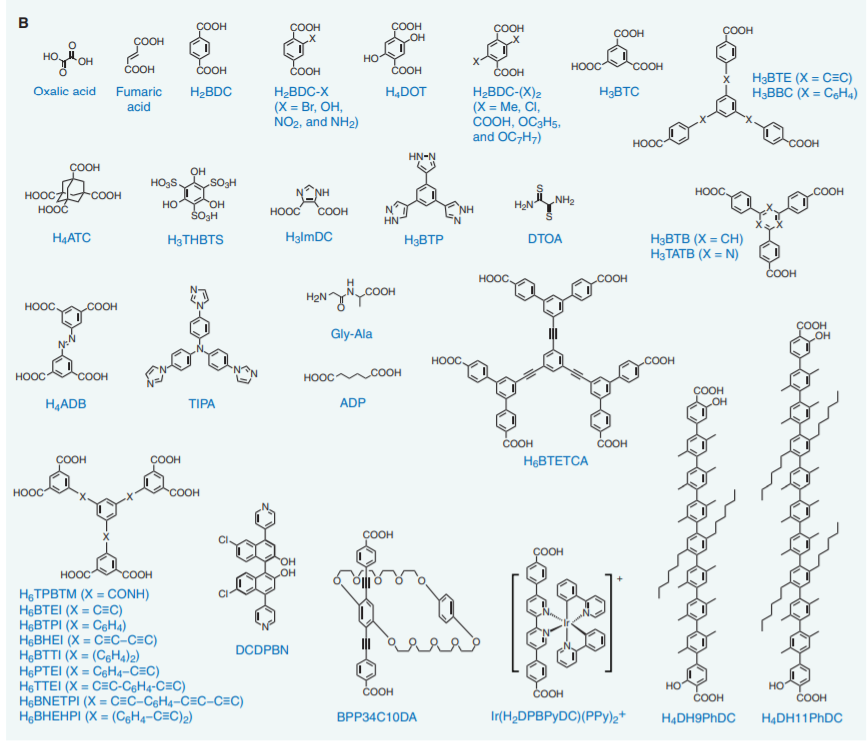 B
HO
O
O
OH
Oxalic acid
COOH
COOH
Fumaric
acid
COOH
COOH
H₂BDC
COOH
X
COOH
H₂BDC-X
(X = Br, OH,
NO₂, and NH₂)
COOH
OH
HO
COOH
H₄DOT
COOH
X
X
COOH
H₂BDC-(X)₂
(X = Me, Cl,
COOH, OC₃H₅,
and OC₇H₇)
COOH
HOOC
COOH
H₃BTC
COOH
X
X
X
HOOC
COOH
H₃BTE (X = C≡C)
H₃BBC (X = C₆H₄)
COOH
HOOC
COOH
HOOC
H₄ATC
OH
HO₃S
SO₃H
HO
OH
SO₃H
H₃THBTS
N
NH
HOOC
COOH
H₃ImDC
HN-N
N
HN
NH
N
H₃BTP
S
H₂N
NH₂
S
DTOA
HOOC
COOH
X
X
X
COOH
H₃BTB (X = CH)
H₃TATB (X = N)
HOOC
COOH
N
N
HOOC
COOH
H₄ADB
N
N
N
N
N
N
N
TIPA
H₂N
H
N
O
COOH
Gly-Ala
HOOC
COOH
ADP
HOOC
COOH
HOOC
COOH
COOH
COOH
H₆BTETCA
COOH
OH
HO
COOH
H₄DH9PhDC
COOH
OH
HO
COOH
H₄DH11PhDC
COOH
COOH
HOOC
X
X
COOH
X
HOOC
COOH
H₆TPBTM (X = CONH)
H₆BTEI (X = C≡C)
H₆BTPI (X = C₆H₄)
H₆BHEI (X = C≡C–C≡C)
H₆BTTI (X = (C₆H₄)₂)
H₆PTEI (X = C₆H₄–C≡C)
H₆TTEI (X = C≡C-C₆H₄-C≡C)
H₆BNETPI (X = C≡C–C₆H₄–C≡C–C≡C)
H₆BHEHPI (X = (C₆H₄–C≡C)₂)
N
Cl
OH
OH
Cl
N
DCDPBN
COOH
O
O
O
O
O
O
O
O
O
O
COOH
BPP34C10DA
COOH
N
N
Ir
N
N
+
COOH
Ir(H₂DPBPyDC)(PPy)₂+